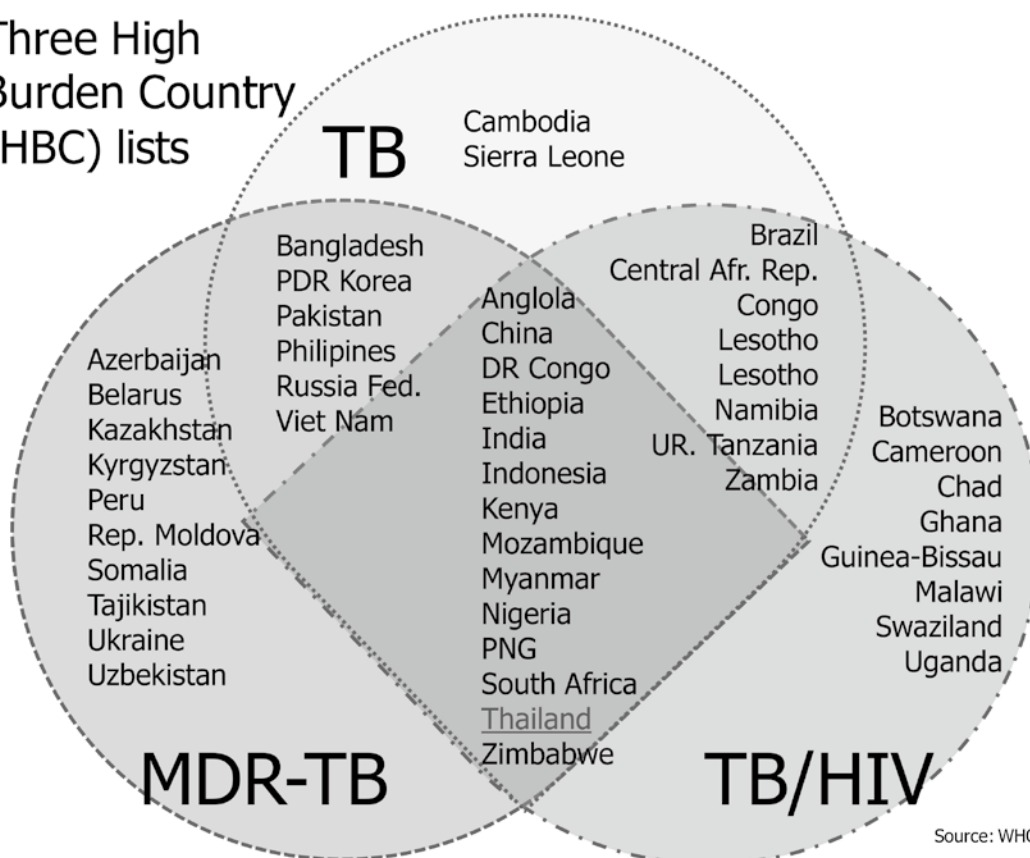 Three High
Burden Country
(HBC) lists
TB
Cambodia
Sierra Leone
Bangladesh
PDR Korea
Pakistan
Philipines
Russia Fed.
Viet Nam
Brazil
Central Afr. Rep.
Congo
Lesotho
Lesotho
Namibia
UR. Tanzania
Zambia
Anglola
China
DR Congo
Ethiopia
India
Indonesia
Kenya
Mozambique
Myanmar
Nigeria
PNG
South Africa
Thailand
Zimbabwe
Azerbaijan
Belarus
Kazakhstan
Kyrgyzstan
Peru
Rep. Moldova
Somalia
Tajikistan
Ukraine
Uzbekistan
Botswana
Cameroon
Chad
Ghana
Guinea-Bissau
Malawi
Swaziland
Uganda
MDR-TB
TB/HIV
Source: WHO